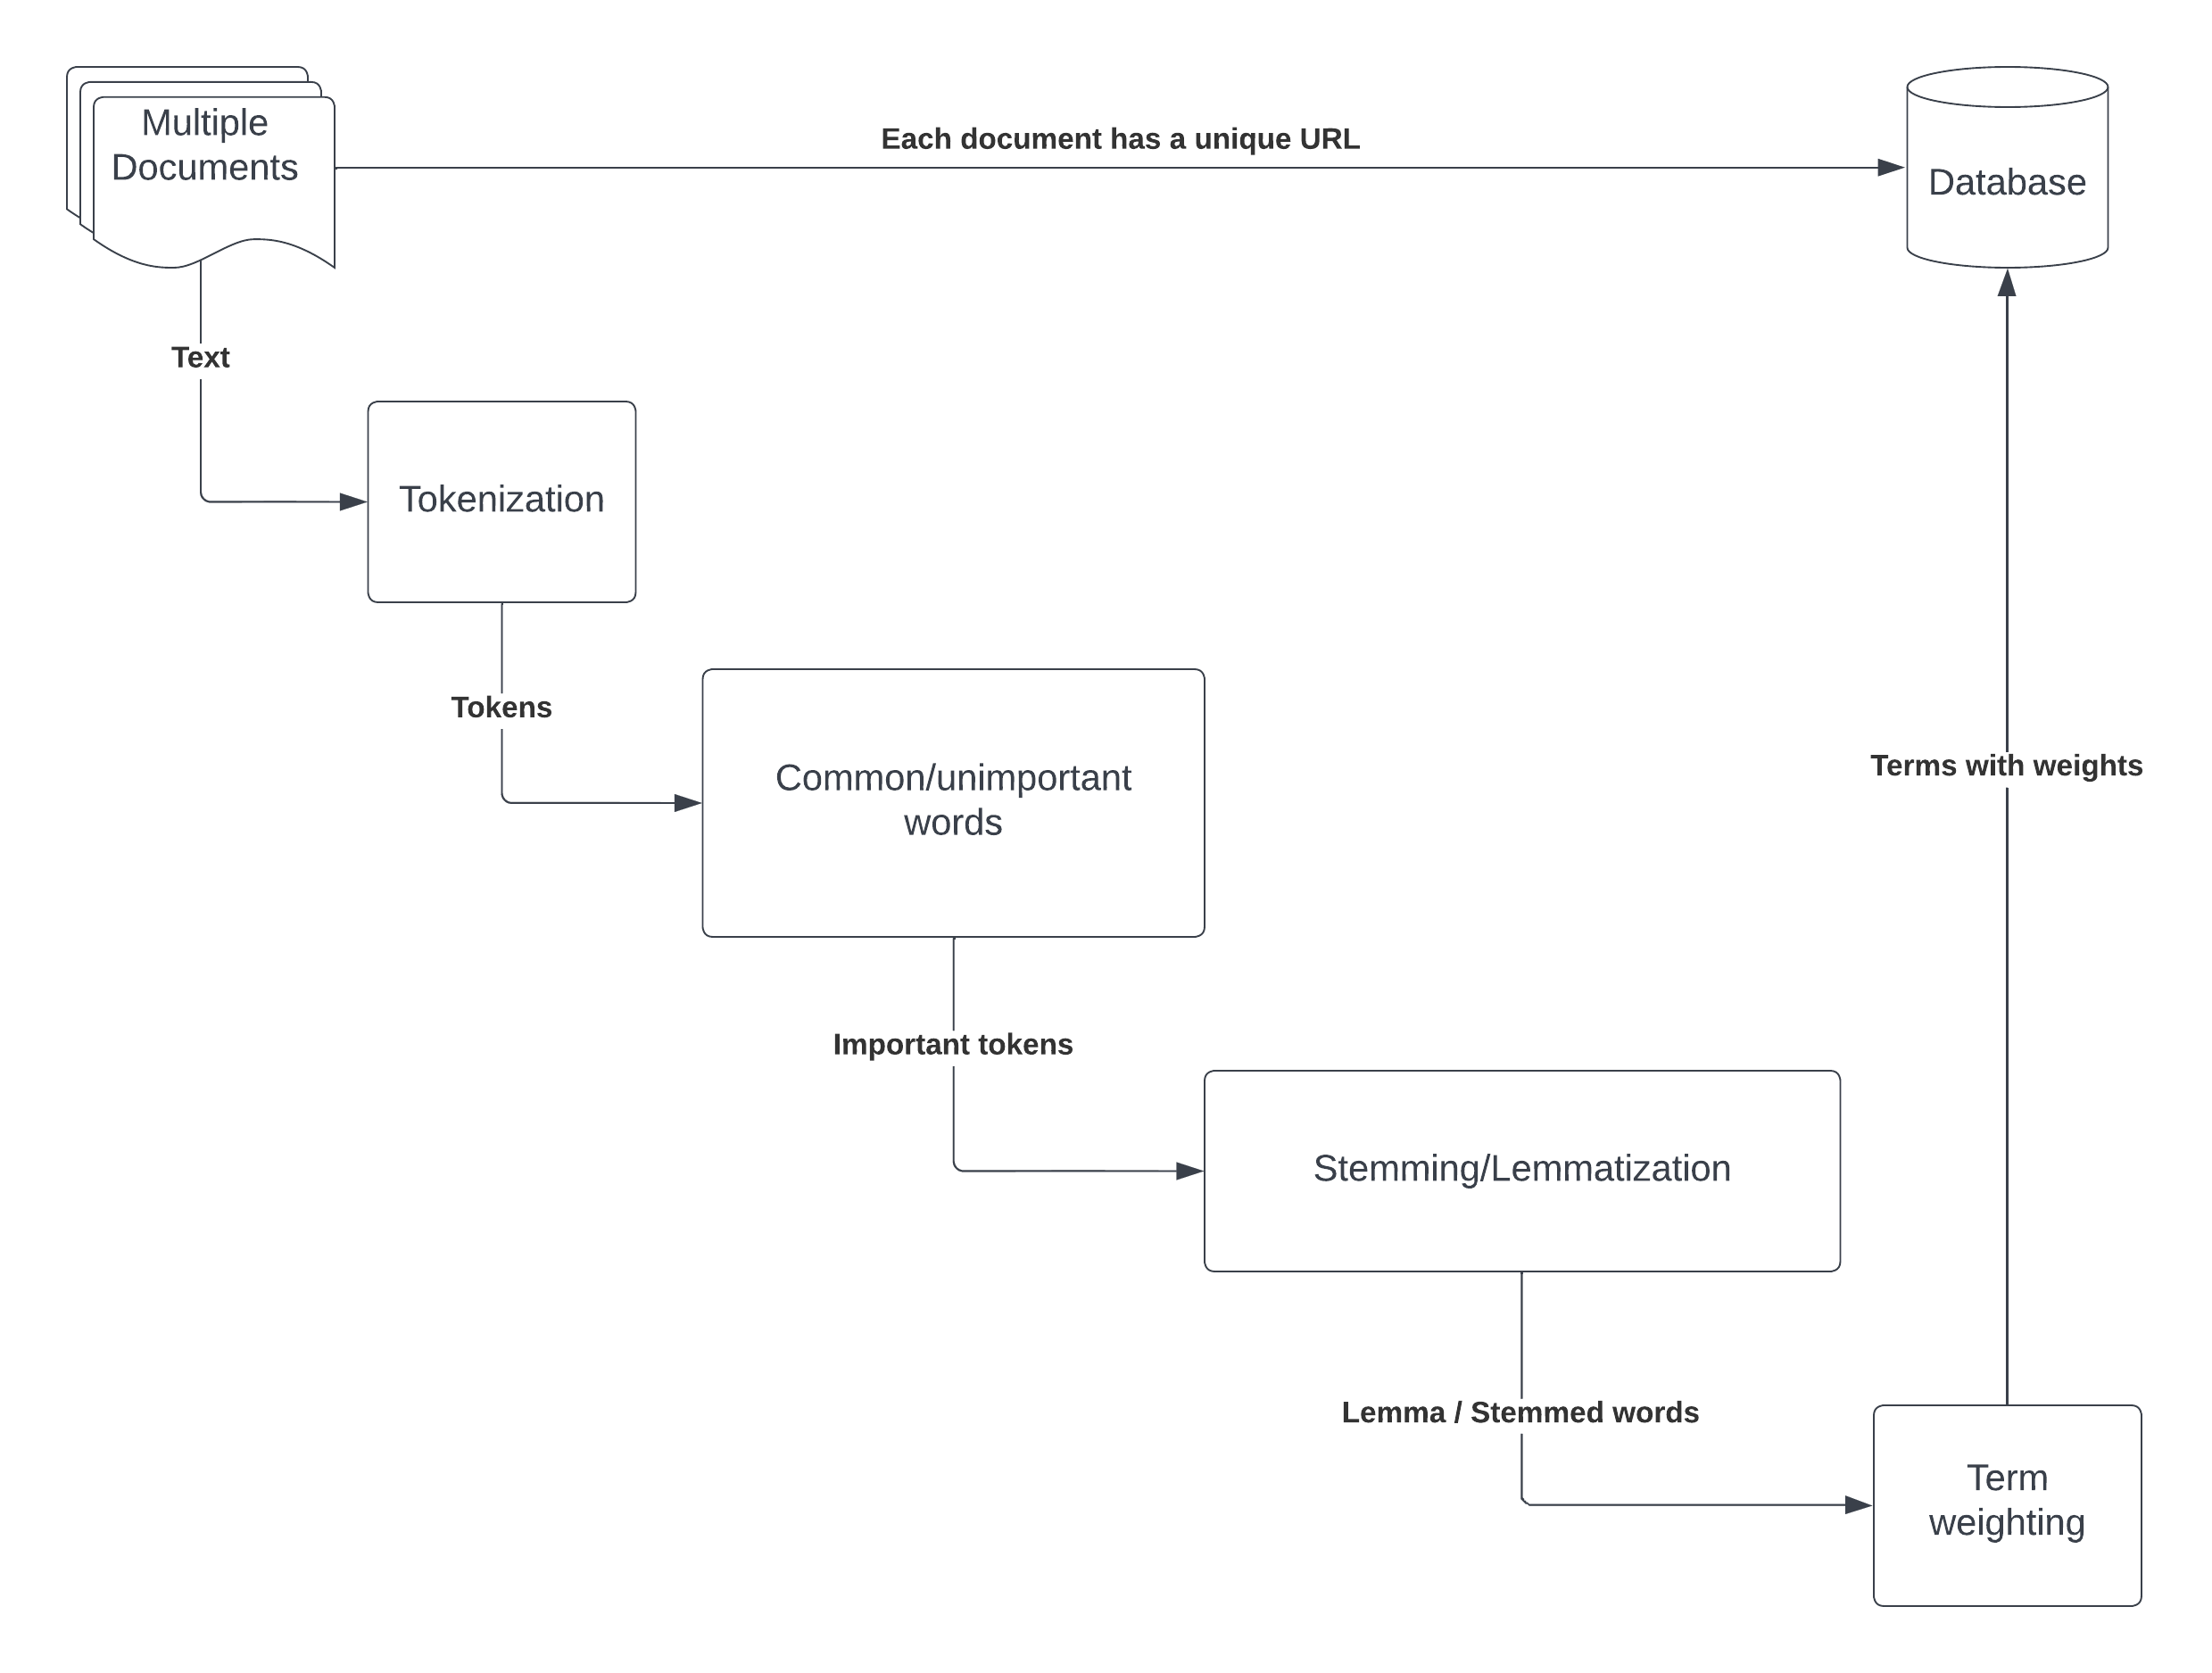 Multiple
Documents
Each document has a unique URL
Database
Text
Tokenization
Tokens
Common/unimportant
words
Terms with weights
Important tokens
Stemming/Lemmatization
Lemma / Stemmed words
Term
weighting